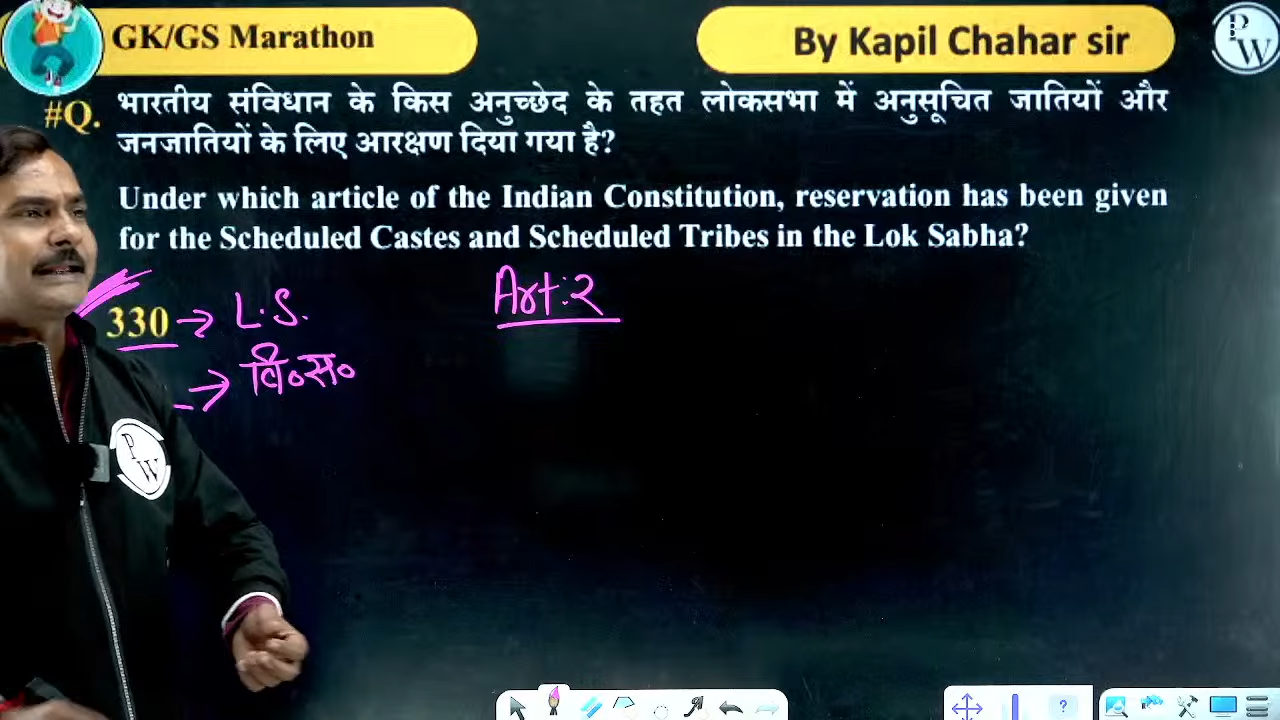 GK/GS Marathon
By Kapil Chahar sir
PW
#Q. भारतीय संविधान के किस अनुच्छेद के तहत लोकसभा में अनुसूचित जातियों और
जनजातियों के लिए आरक्षण दिया गया है?
Under which article of the Indian Constitution, reservation has been given
for the Scheduled Castes and Scheduled Tribes in the Lok Sabha?
330 → L.S.
Art:2
→ वि०स०
PW